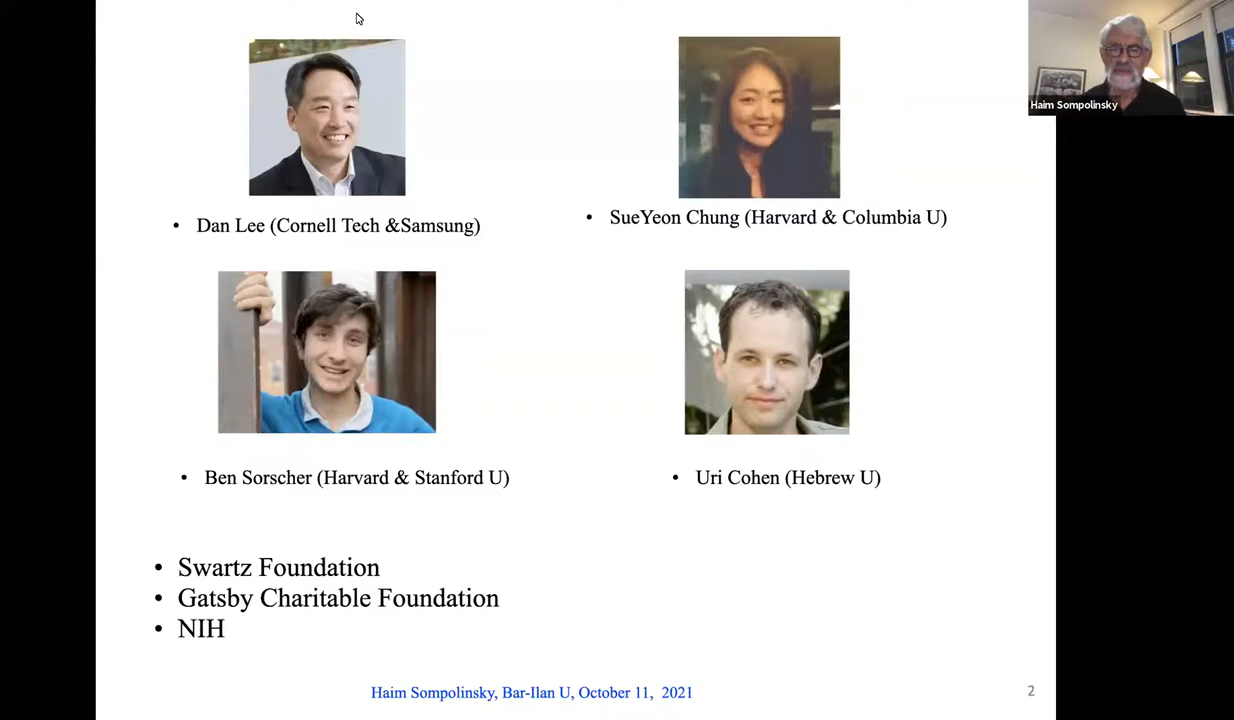 Haim Sompolinsky
• Dan Lee (Cornell Tech &Samsung)
• SueYeon Chung (Harvard & Columbia U)
• Ben Sorscher (Harvard & Stanford U)
• Uri Cohen (Hebrew U)
• Swartz Foundation
• Gatsby Charitable Foundation
• NIH
Haim Sompolinsky, Bar-Ilan U, October 11, 2021
2